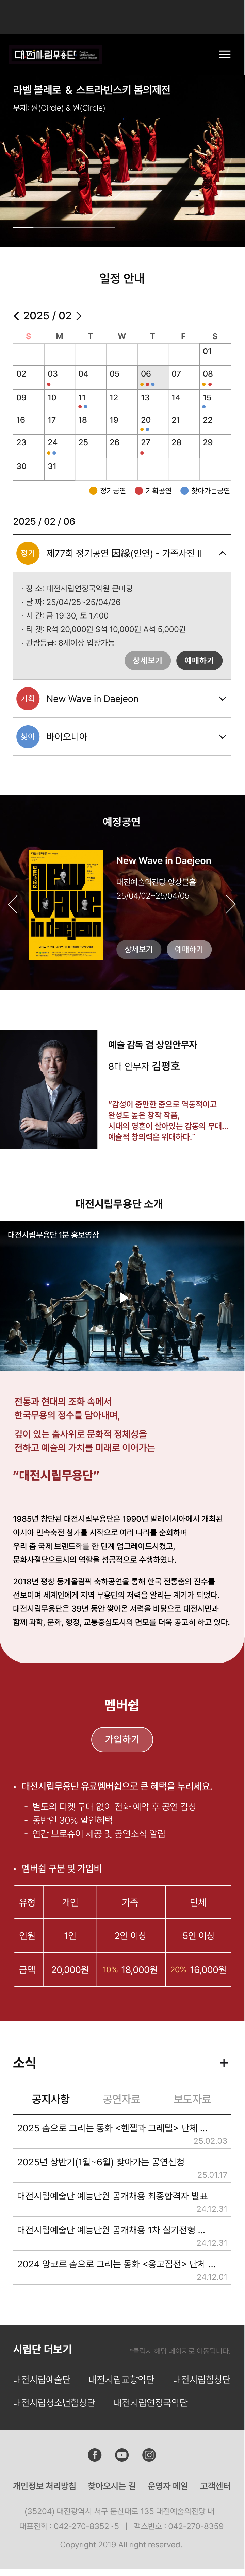 대전시립무용단
라벨 볼레로 & 스트라빈스키 봄의제전
부제: 원(Circle) & 원(Circle)
일정 안내
2025 / 02
S M T W T F S
01
02 03 04 05 06 07 08
09 10 11 12 13 14 15
16 17 18 19 20 21 22
23 24 25 26 27 28 29
30 31
정기공연 기획공연 찾아가는공연
2025 / 02 / 06
정기 제77회 정기공연 因緣(인연) - 가족사진 II
· 장 소: 대전시립연정국악원 큰마당
· 날 짜: 25/04/25~25/04/26
· 시 간: 금 19:30, 토 17:00
· 티 켓: R석 20,000원 S석 10,000원 A석 5,000원
· 관람등급: 8세이상 입장가능
상세보기 예매하기
기획 New Wave in Daejeon
찾아 바이오니아
예정공연
new wave in daejeon
New Wave in Daejeon
대전예술의전당 앙상블홀
25/04/02~25/04/05
상세보기 예매하기
예술 감독 겸 상임안무자
8대 안무자 김평호
“감성이 충만한 춤으로 역동적이고
완성도 높은 창작 작품,
시대의 영혼이 살아있는 감동의 무대...
예술적 창의력은 위대하다.˝
대전시립무용단 소개
대전시립무용단 1분 홍보영상
전통과 현대의 조화 속에서
한국무용의 정수를 담아내며,
깊이 있는 춤사위로 문화적 정체성을
전하고 예술의 가치를 미래로 이어가는
“대전시립무용단”
1985년 창단된 대전시립무용단은 1990년 말레이시아에서 개최된
아시아 민속축전 참가를 시작으로 여러 나라를 순회하며
우리 춤 국제 브랜드화를 한 단계 업그레이드시켰고,
문화사절단으로서의 역할을 성공적으로 수행하였다.
2018년 평창 동계올림픽 축하공연을 통해 한국 전통춤의 진수를
선보이며 세계인에게 지역 무용단의 저력을 알리는 계기가 되었다.
대전시립무용단은 39년 동안 쌓아온 저력을 바탕으로 대전시민과
함께 과학, 문화, 행정, 교통중심도시의 면모를 더욱 공고히 하고 있다.
멤버쉽
가입하기
• 대전시립무용단 유료멤버쉽으로 큰 혜택을 누리세요.
- 별도의 티켓 구매 없이 전화 예약 후 공연 감상
- 동반인 30% 할인혜택
- 연간 브로슈어 제공 및 공연소식 알림
• 멤버쉽 구분 및 가입비
유형 개인 가족 단체
인원 1인 2인 이상 5인 이상
금액 20,000원 10% 18,000원 20% 16,000원
소식 +
공지사항 공연자료 보도자료
2025 춤으로 그리는 동화 <헨젤과 그레텔> 단체 ...
25.02.03
2025년 상반기(1월~6월) 찾아가는 공연신청
25.01.17
대전시립예술단 예능단원 공개채용 최종합격자 발표
24.12.31
대전시립예술단 예능단원 공개채용 1차 실기전형 ...
24.12.31
2024 앙코르 춤으로 그리는 동화 <옹고집전> 단체 ...
24.12.01
시립단 더보기
*클릭시 해당 페이지로 이동됩니다.
대전시립예술단 대전시립교향악단 대전시립합창단
대전시립청소년합창단 대전시립연정국악단
개인정보 처리방침 찾아오시는 길 운영자 메일 고객센터
(35204) 대전광역시 서구 둔산대로 135 대전예술의전당 내
대표전화 : 042-270-8352~5 | 팩스번호 : 042-270-8359
Copyright 2019 All right reserved.